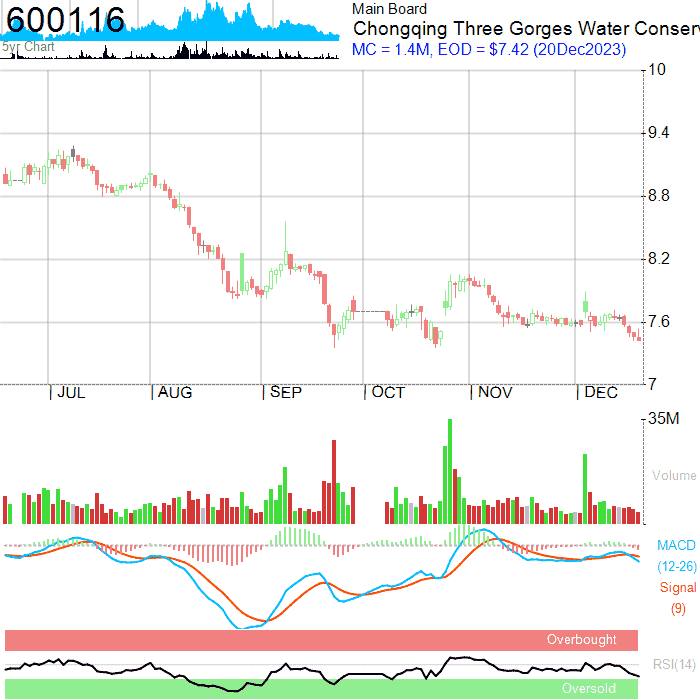 600116
5yr Chart
Main Board
Chongqing Three Gorges Water Conserv
MC = 1.4M, EOD = $7.42 (20Dec2023)
10
9.4
8.8
8.2
7.6
7
JUL AUG SEP OCT NOV DEC
35M
Volume
MACD
(12-26)
Signal
(9)
Overbought
RSI(14)
Oversold